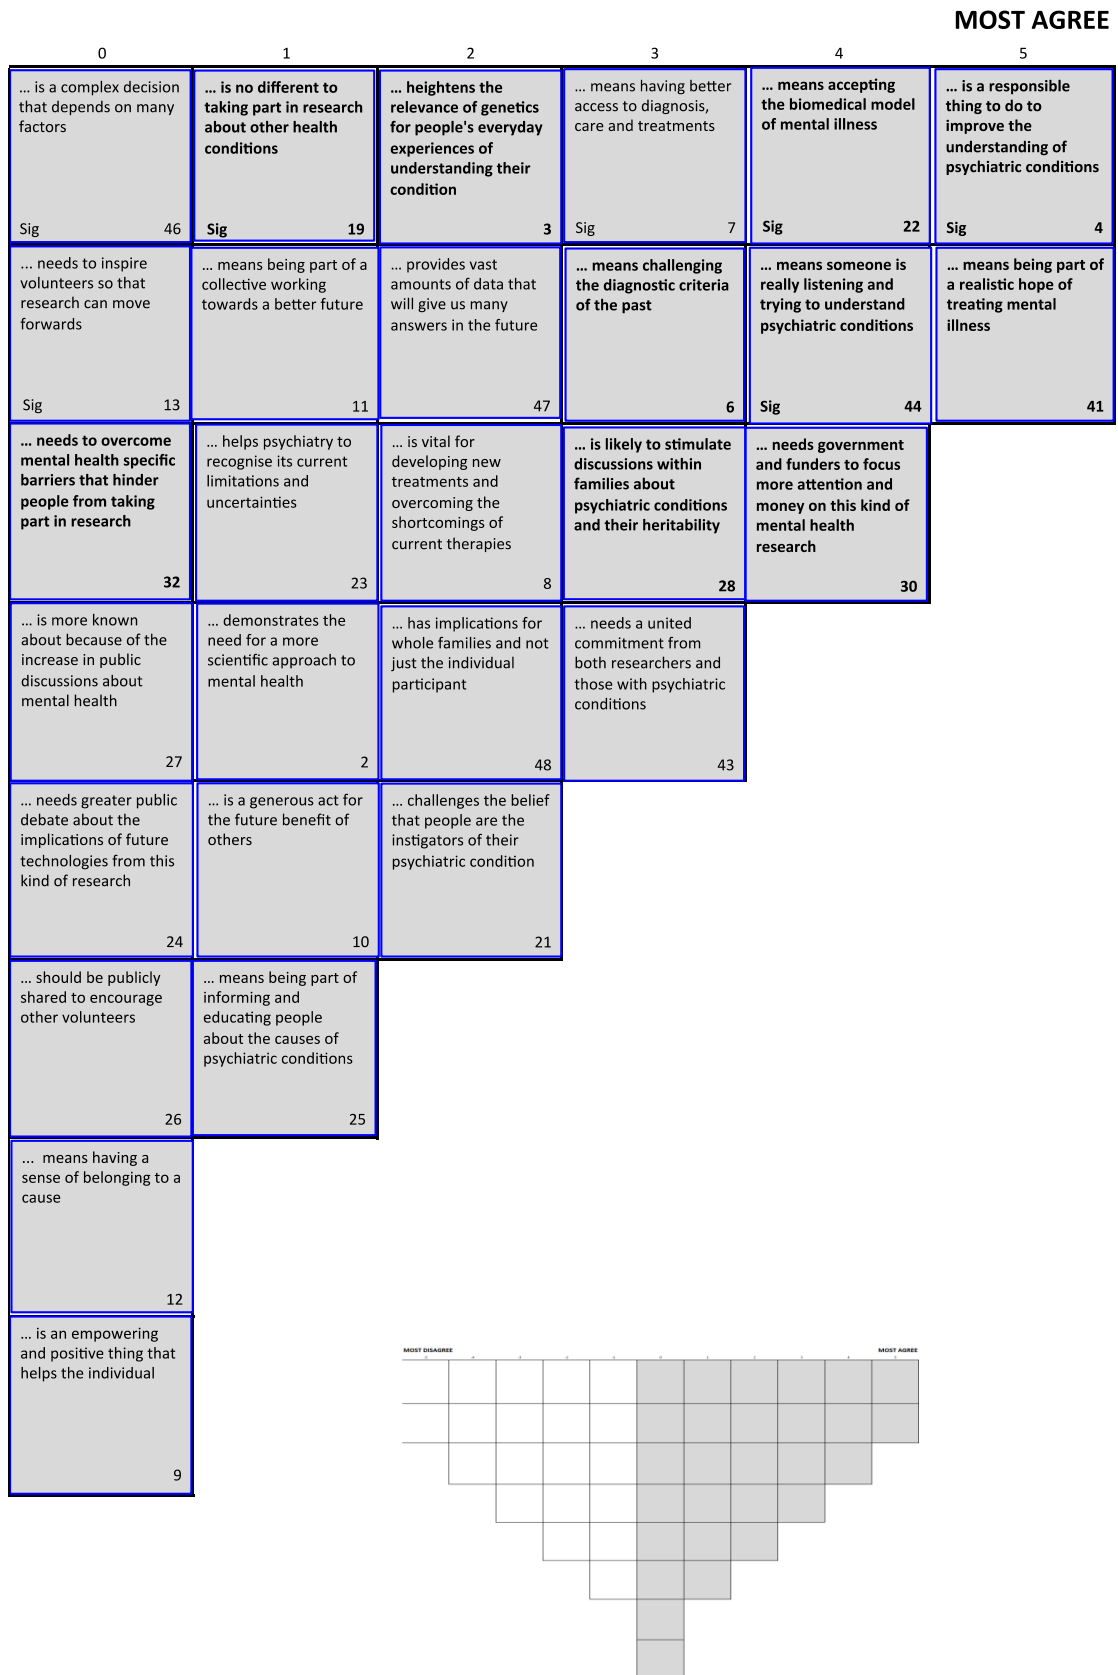 MOST AGREE
0
1
2
3
4
5
... is a complex decision
that depends on many
factors
Sig 46
... is no different to
taking part in research
about other health
conditions
Sig 19
... heightens the
relevance of genetics
for people's everyday
experiences of
understanding their
condition
3
... means having better
access to diagnosis,
care and treatments
Sig 7
... means accepting
the biomedical model
of mental illness
Sig 22
... is a responsible
thing to do to
improve the
understanding of
psychiatric conditions
Sig 4
... needs to inspire
volunteers so that
research can move
forwards
Sig 13
... means being part of a
collective working
towards a better future
11
... provides vast
amounts of data that
will give us many
answers in the future
47
... means challenging
the diagnostic criteria
of the past
6
... means someone is
really listening and
trying to understand
psychiatric conditions
Sig 44
... means being part of
a realistic hope of
treating mental
illness
41
... needs to overcome
mental health specific
barriers that hinder
people from taking
part in research
32
... helps psychiatry to
recognise its current
limitations and
uncertainties
23
... is vital for
developing new
treatments and
overcoming the
shortcomings of
current therapies
8
... is likely to stimulate
discussions within
families about
psychiatric conditions
and their heritability
28
... needs government
and funders to focus
more attention and
money on this kind of
mental health
research
30
... is more known
about because of the
increase in public
discussions about
mental health
27
... demonstrates the
need for a more
scientific approach to
mental health
2
... has implications for
whole families and not
just the individual
participant
48
... needs a united
commitment from
both researchers and
those with psychiatric
conditions
43
... needs greater public
debate about the
implications of future
technologies from this
kind of research
24
... is a generous act for
the future benefit of
others
10
... challenges the belief
that people are the
instigators of their
psychiatric condition
21
... should be publicly
shared to encourage
other volunteers
26
... means being part of
informing and
educating people
about the causes of
psychiatric conditions
25
... means having a
sense of belonging to a
cause
12
... is an empowering
and positive thing that
helps the individual
9
MOST DISAGREE
MOST AGREE